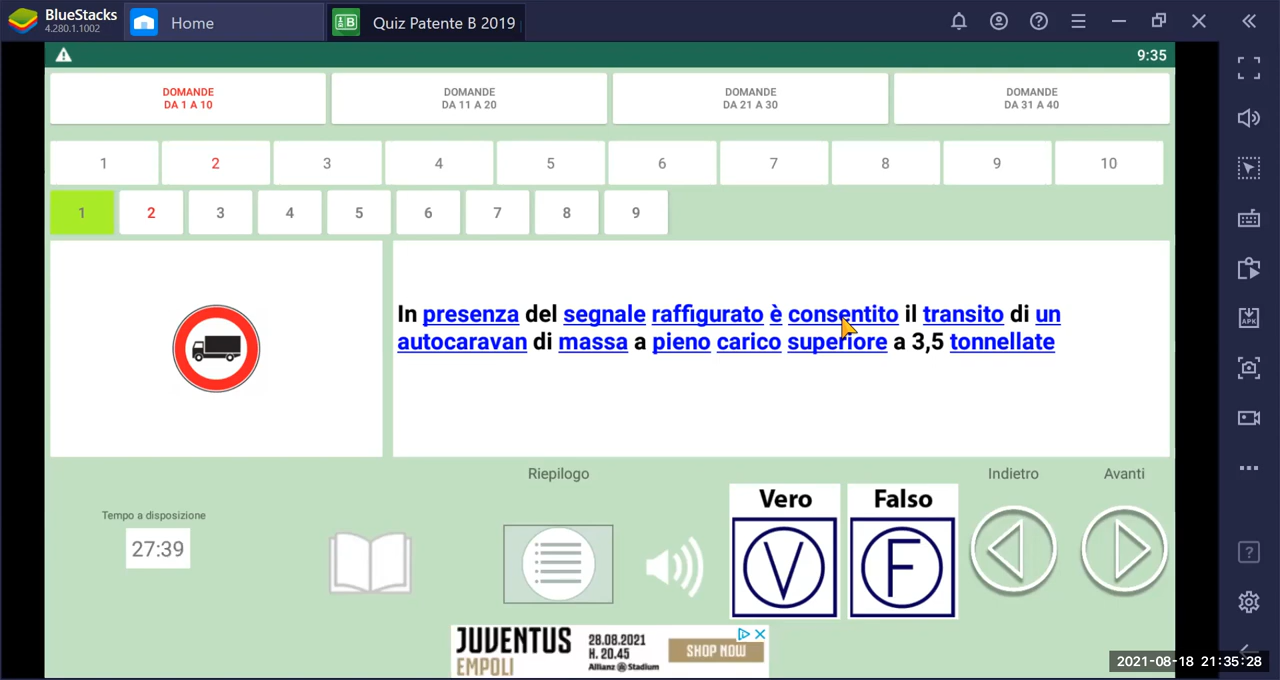 BlueStacks
4.280.1.1002
Home
Quiz Patente B 2019
9:35
DOMANDE
DA 1 A 10
DOMANDE
DA 11 A 20
DOMANDE
DA 21 A 30
DOMANDE
DA 31 A 40
1 2 3 4 5 6 7 8 9 10
1 2 3 4 5 6 7 8 9
In presenza del segnale raffigurato è consentito il transito di un
autocaravan di massa a pieno carico superiore a 3,5 tonnellate
Riepilogo
Indietro
Avanti
Tempo a disposizione
27:39
Vero
V
Falso
F
JUVENTUS
EMPOLI
28.08.2021
H. 20.45
Allianz Stadium
SHOP NOW
APK
2021-08-18 21:35:28